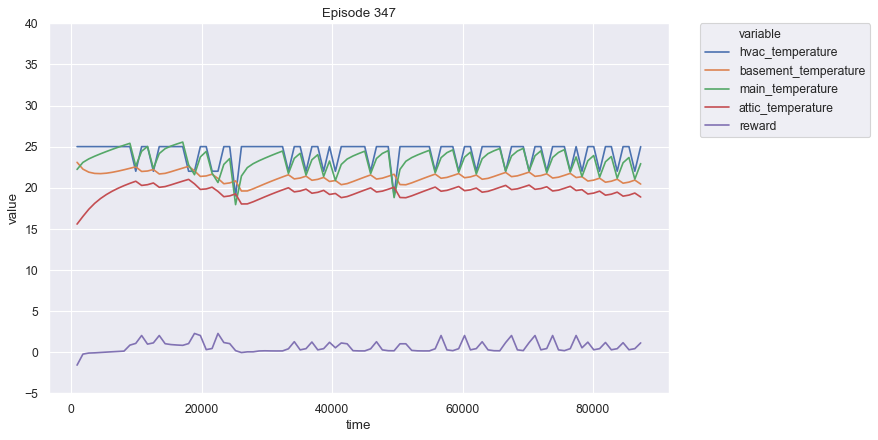 Episode 347
40
35
30
25
20
15
10
5
0
−5
value
0
20000
40000
60000
80000
time
variable
hvac_temperature
basement_temperature
main_temperature
attic_temperature
reward